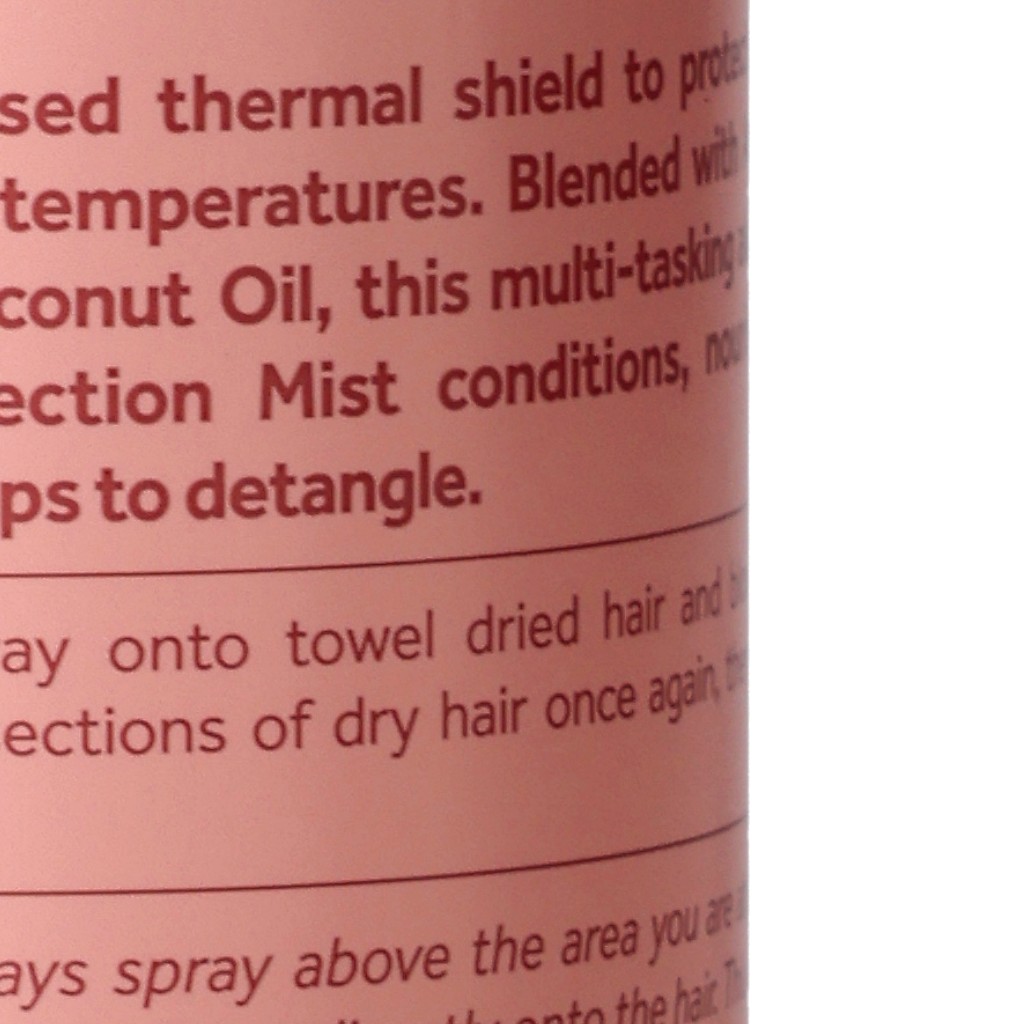 sed thermal shield to
temperatures. Blended with
conut Oil, this multi-tasking
ection Mist conditions,
ps to detangle.
ay onto towel dried hair and
ections of dry hair once again,
ays spray above the area you are
onto the hair.